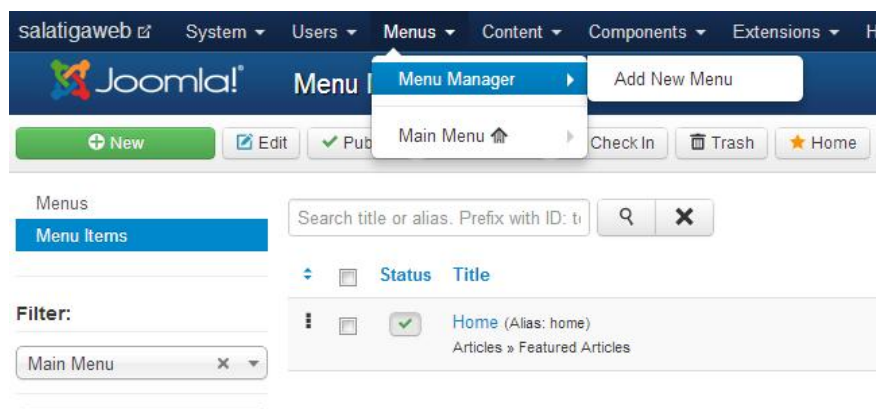 salatigaweb System Users Menus Content Components Extensions
Joomla! Menu
Menu Manager Add New Menu
Main Menu
New Edit Check In Trash Home
Menus
Menu Items
Search title or alias. Prefix with ID:
Status Title
Filter:
Home (Alias: home)
Articles » Featured Articles
Main Menu